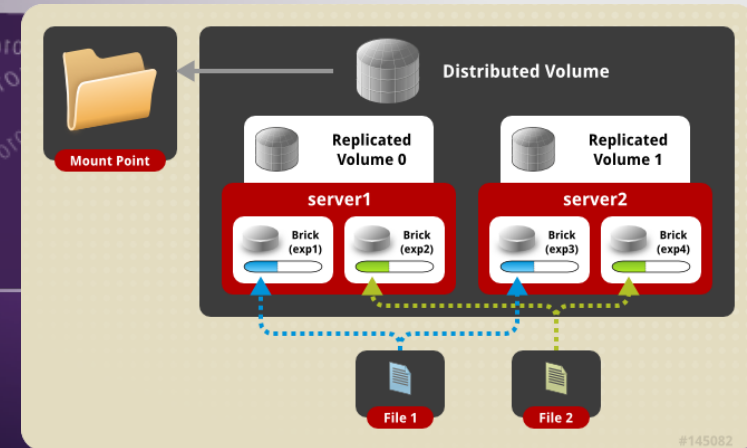 Distributed Volume
Mount Point
Replicated
Volume 0
Replicated
Volume 1
server1
server2
Brick
(exp1)
Brick
(exp2)
Brick
(exp3)
Brick
(exp4)
File 1
File 2
#145082